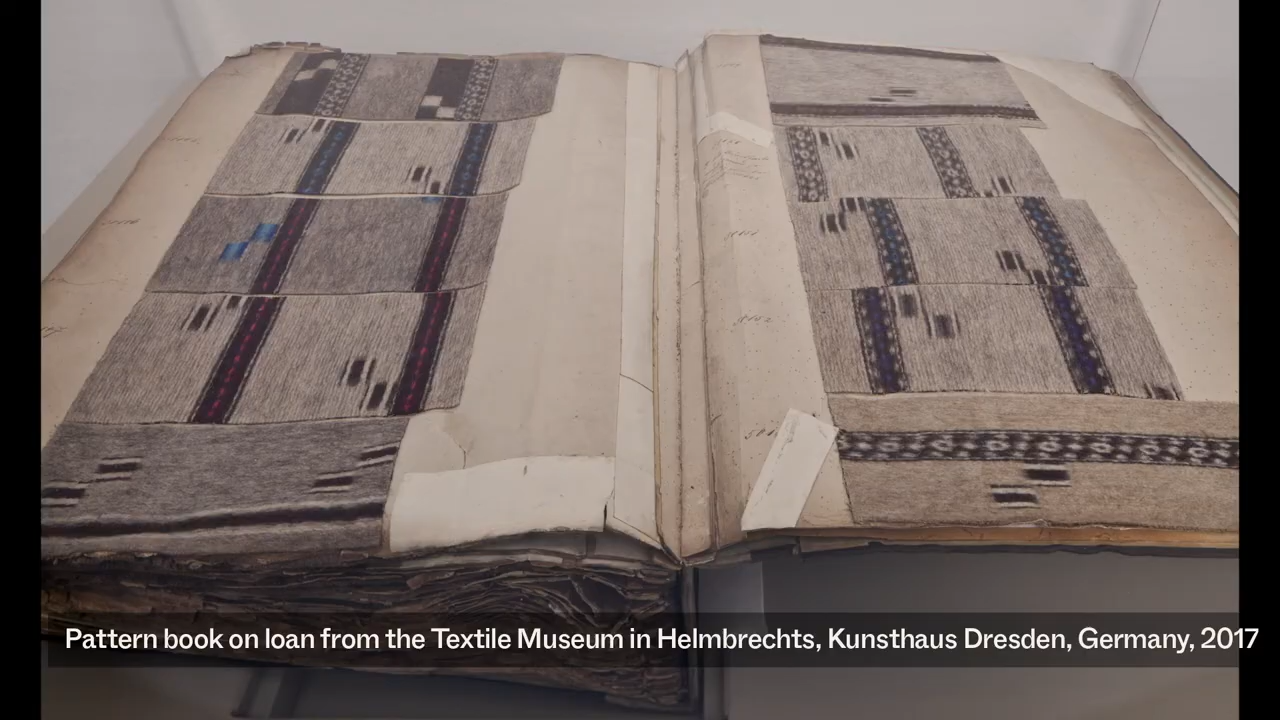 Pattern book on loan from the Textile Museum in Helmbrechts, Kunsthaus Dresden, Germany, 2017